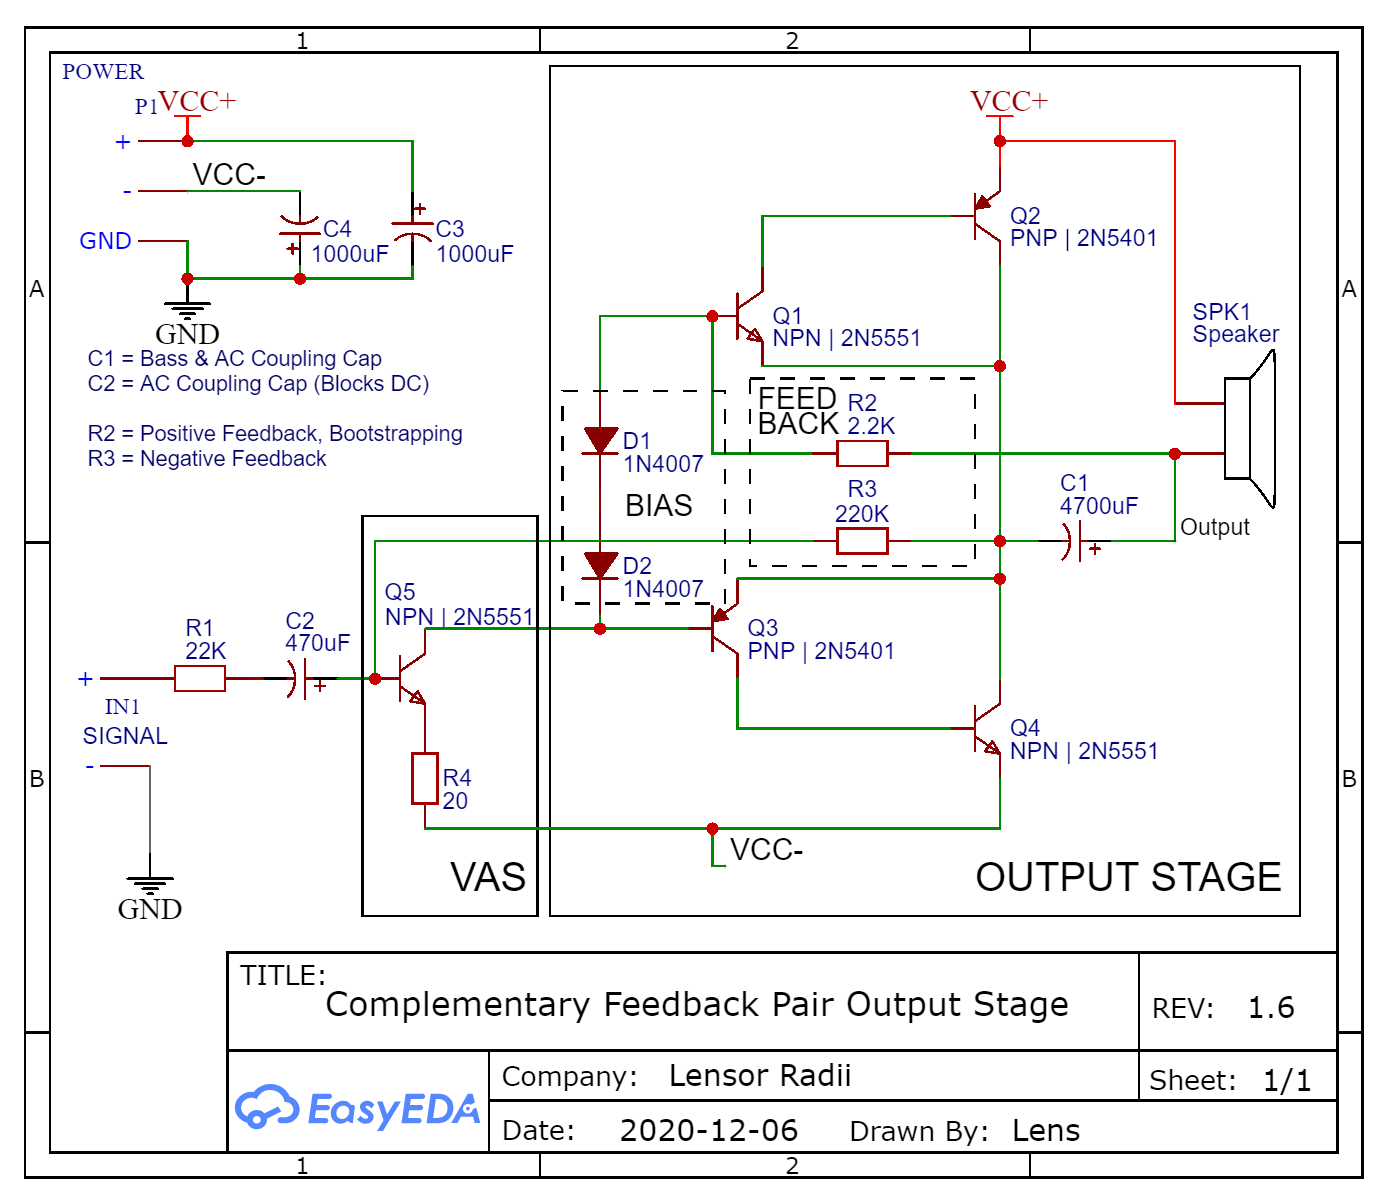 1
2
POWER
P1
VCC+
+
VCC-
-
GND
C4
1000uF
+
C3
1000uF
+
GND
C1 = Bass & AC Coupling Cap
C2 = AC Coupling Cap (Blocks DC)
R2 = Positive Feedback, Bootstrapping
R3 = Negative Feedback
A
A
VCC+
Q2
PNP | 2N5401
Q1
NPN | 2N5551
SPK1
Speaker
FEED
BACK
R2
2.2K
D1
1N4007
BIAS
R3
220K
C1
4700uF
+
Output
D2
1N4007
Q5
NPN | 2N5551
Q3
PNP | 2N5401
R1
22K
C2
470uF
+
+
IN1
SIGNAL
-
GND
R4
20
Q4
NPN | 2N5551
VCC-
VAS
OUTPUT STAGE
B
B
TITLE:
Complementary Feedback Pair Output Stage
REV: 1.6
EasyEDA
Company: Lensor Radii
Sheet: 1/1
Date: 2020-12-06
Drawn By: Lens
1
2